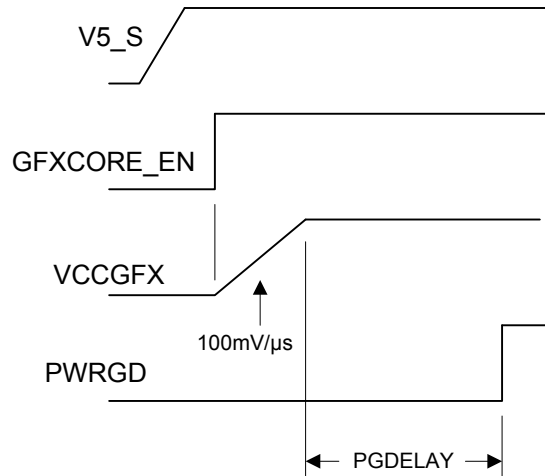 V5_S
GFXCORE_EN
VCCGFX
100mV/µs
PWRGD
PGDELAY